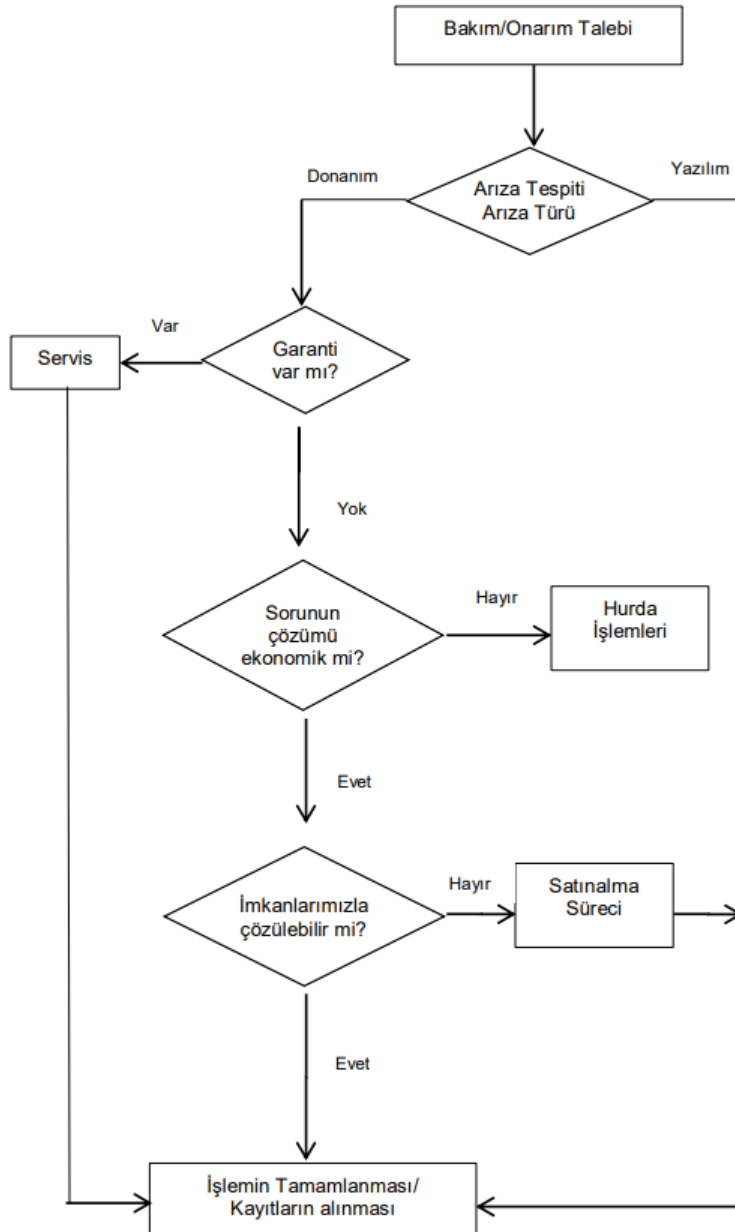 Bakım/Onarım Talebi
Donanım
Arıza Tespiti
Arıza Türü
Yazılım
Var
Servis
Garanti
var mı?
Yok
Sorunun
çözümü
ekonomik mi?
Hayır
Hurda
İşlemleri
Evet
İmkanlarımızla
çözülebilir mi?
Hayır
Satınalma
Süreci
Evet
İşlemin Tamamlanması/
Kayıtların alınması